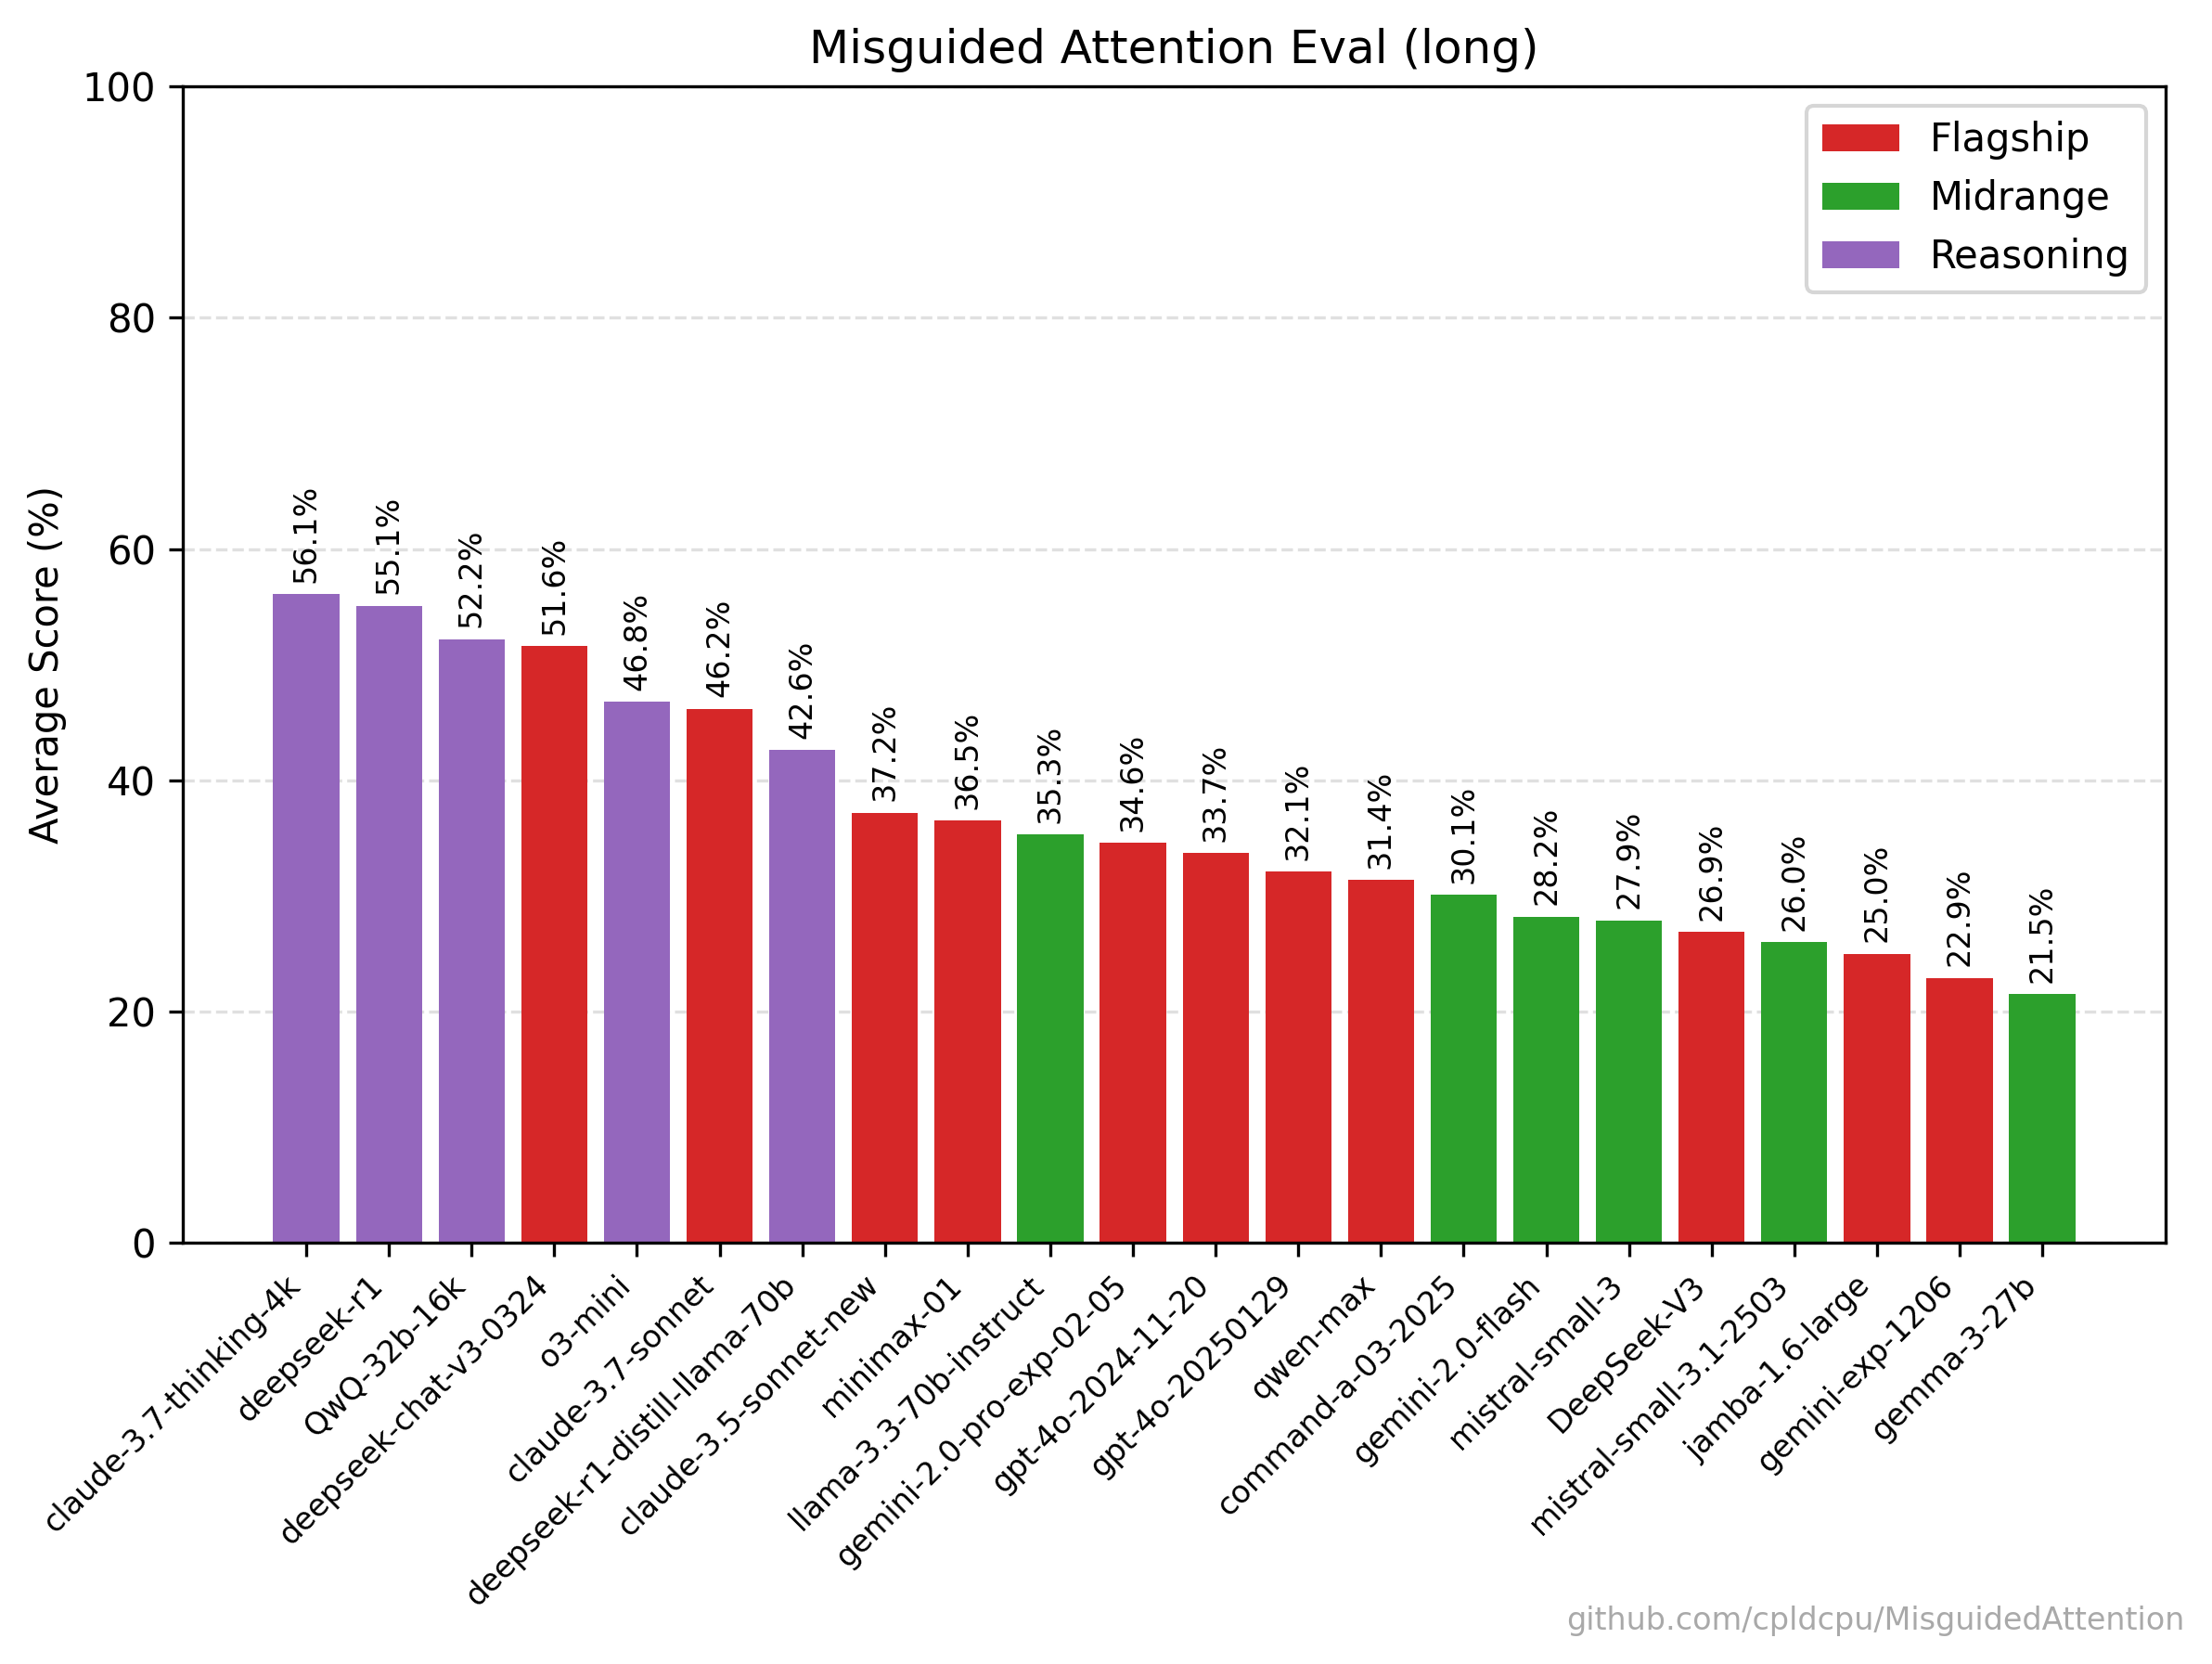 Misguided Attention Eval (long)
Flagship
Midrange
Reasoning
Average Score (%)
100
80
60
40
20
0
56.1%
55.1%
52.2%
51.6%
46.8%
46.2%
42.6%
37.2%
36.5%
35.3%
34.6%
33.7%
32.1%
31.4%
30.1%
28.2%
27.9%
26.9%
26.0%
25.0%
22.9%
21.5%
claude-3.7-thinking-4k
deepseek-r1
QwQ-32b-16k
deepseek-chat-v3-0324
o3-mini
claude-3.7-sonnet
deepseek-r1-distill-llama-70b
claude-3.5-sonnet-new
minimax-01
llama-3.3-70b-instruct
gemini-2.0-pro-exp-02-05
gpt-4o-2024-11-20
gpt-4o-20250129
qwen-max
command-a-03-2025
gemini-2.0-flash
mistral-small-3
DeepSeek-V3
mistral-small-3.1-2503
jamba-1.6-large
gemini-exp-1206
gemma-3-27b
github.com/cpldcpu/MisguidedAttention